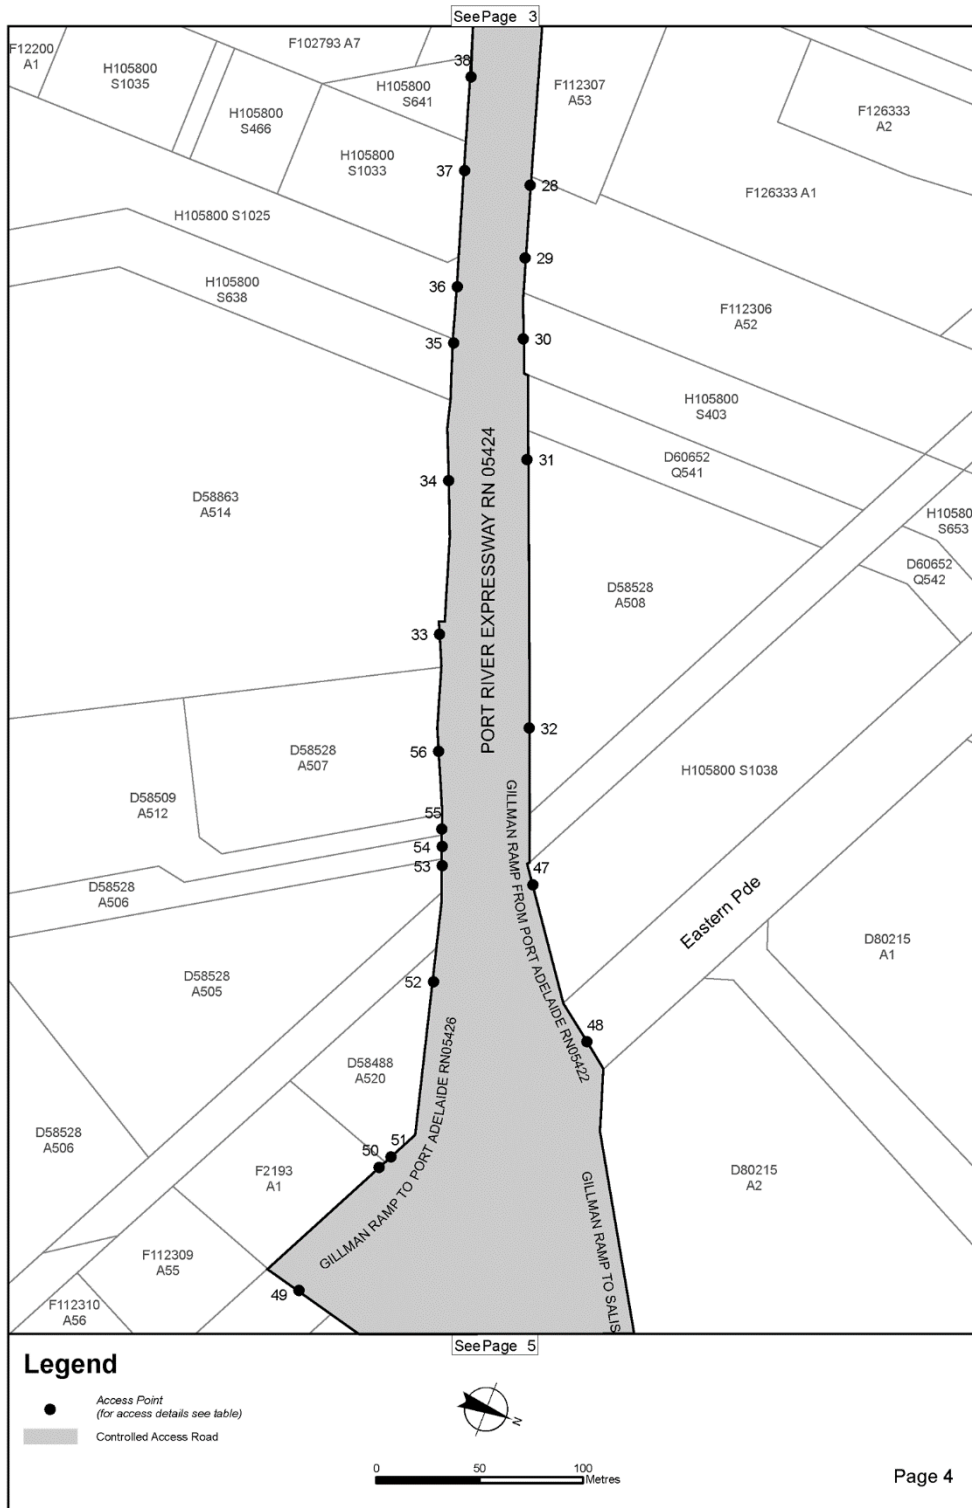 See Page 3
F12200
A1
H105800
S1035
F102793 A7
38
H105800
S641
F112307
A53
F126333
A2
H105800
S466
H105800
S1033
37
28
F126333 A1
H105800 S1025
29
H105800
S638
36
F112306
A52
35
30
H105800
S403
D60652
Q541
31
34
D58863
A514
PORT RIVER EXPRESSWAY RN 05424
H10580
S653
D60652
Q542
D58528
A508
33
32
D58528
A507
56
H105800 S1038
D58509
A512
55
54
53
GILLMAN RAMP FROM PORT ADELAIDE RN05422
47
D58528
A506
Eastern Pde
D80215
A1
D58528
A505
52
48
GILLMAN RAMP TO PORT ADELAIDE RN05426
D58488
A520
D58528
A506
51
50
F2193
A1
D80215
A2
GILLMAN RAMP TO SALIS
F112309
A55
49
F112310
A56
See Page 5
Legend
Access Point
(for access details see table)
Controlled Access Road
N
0 50 100
Metres
Page 4